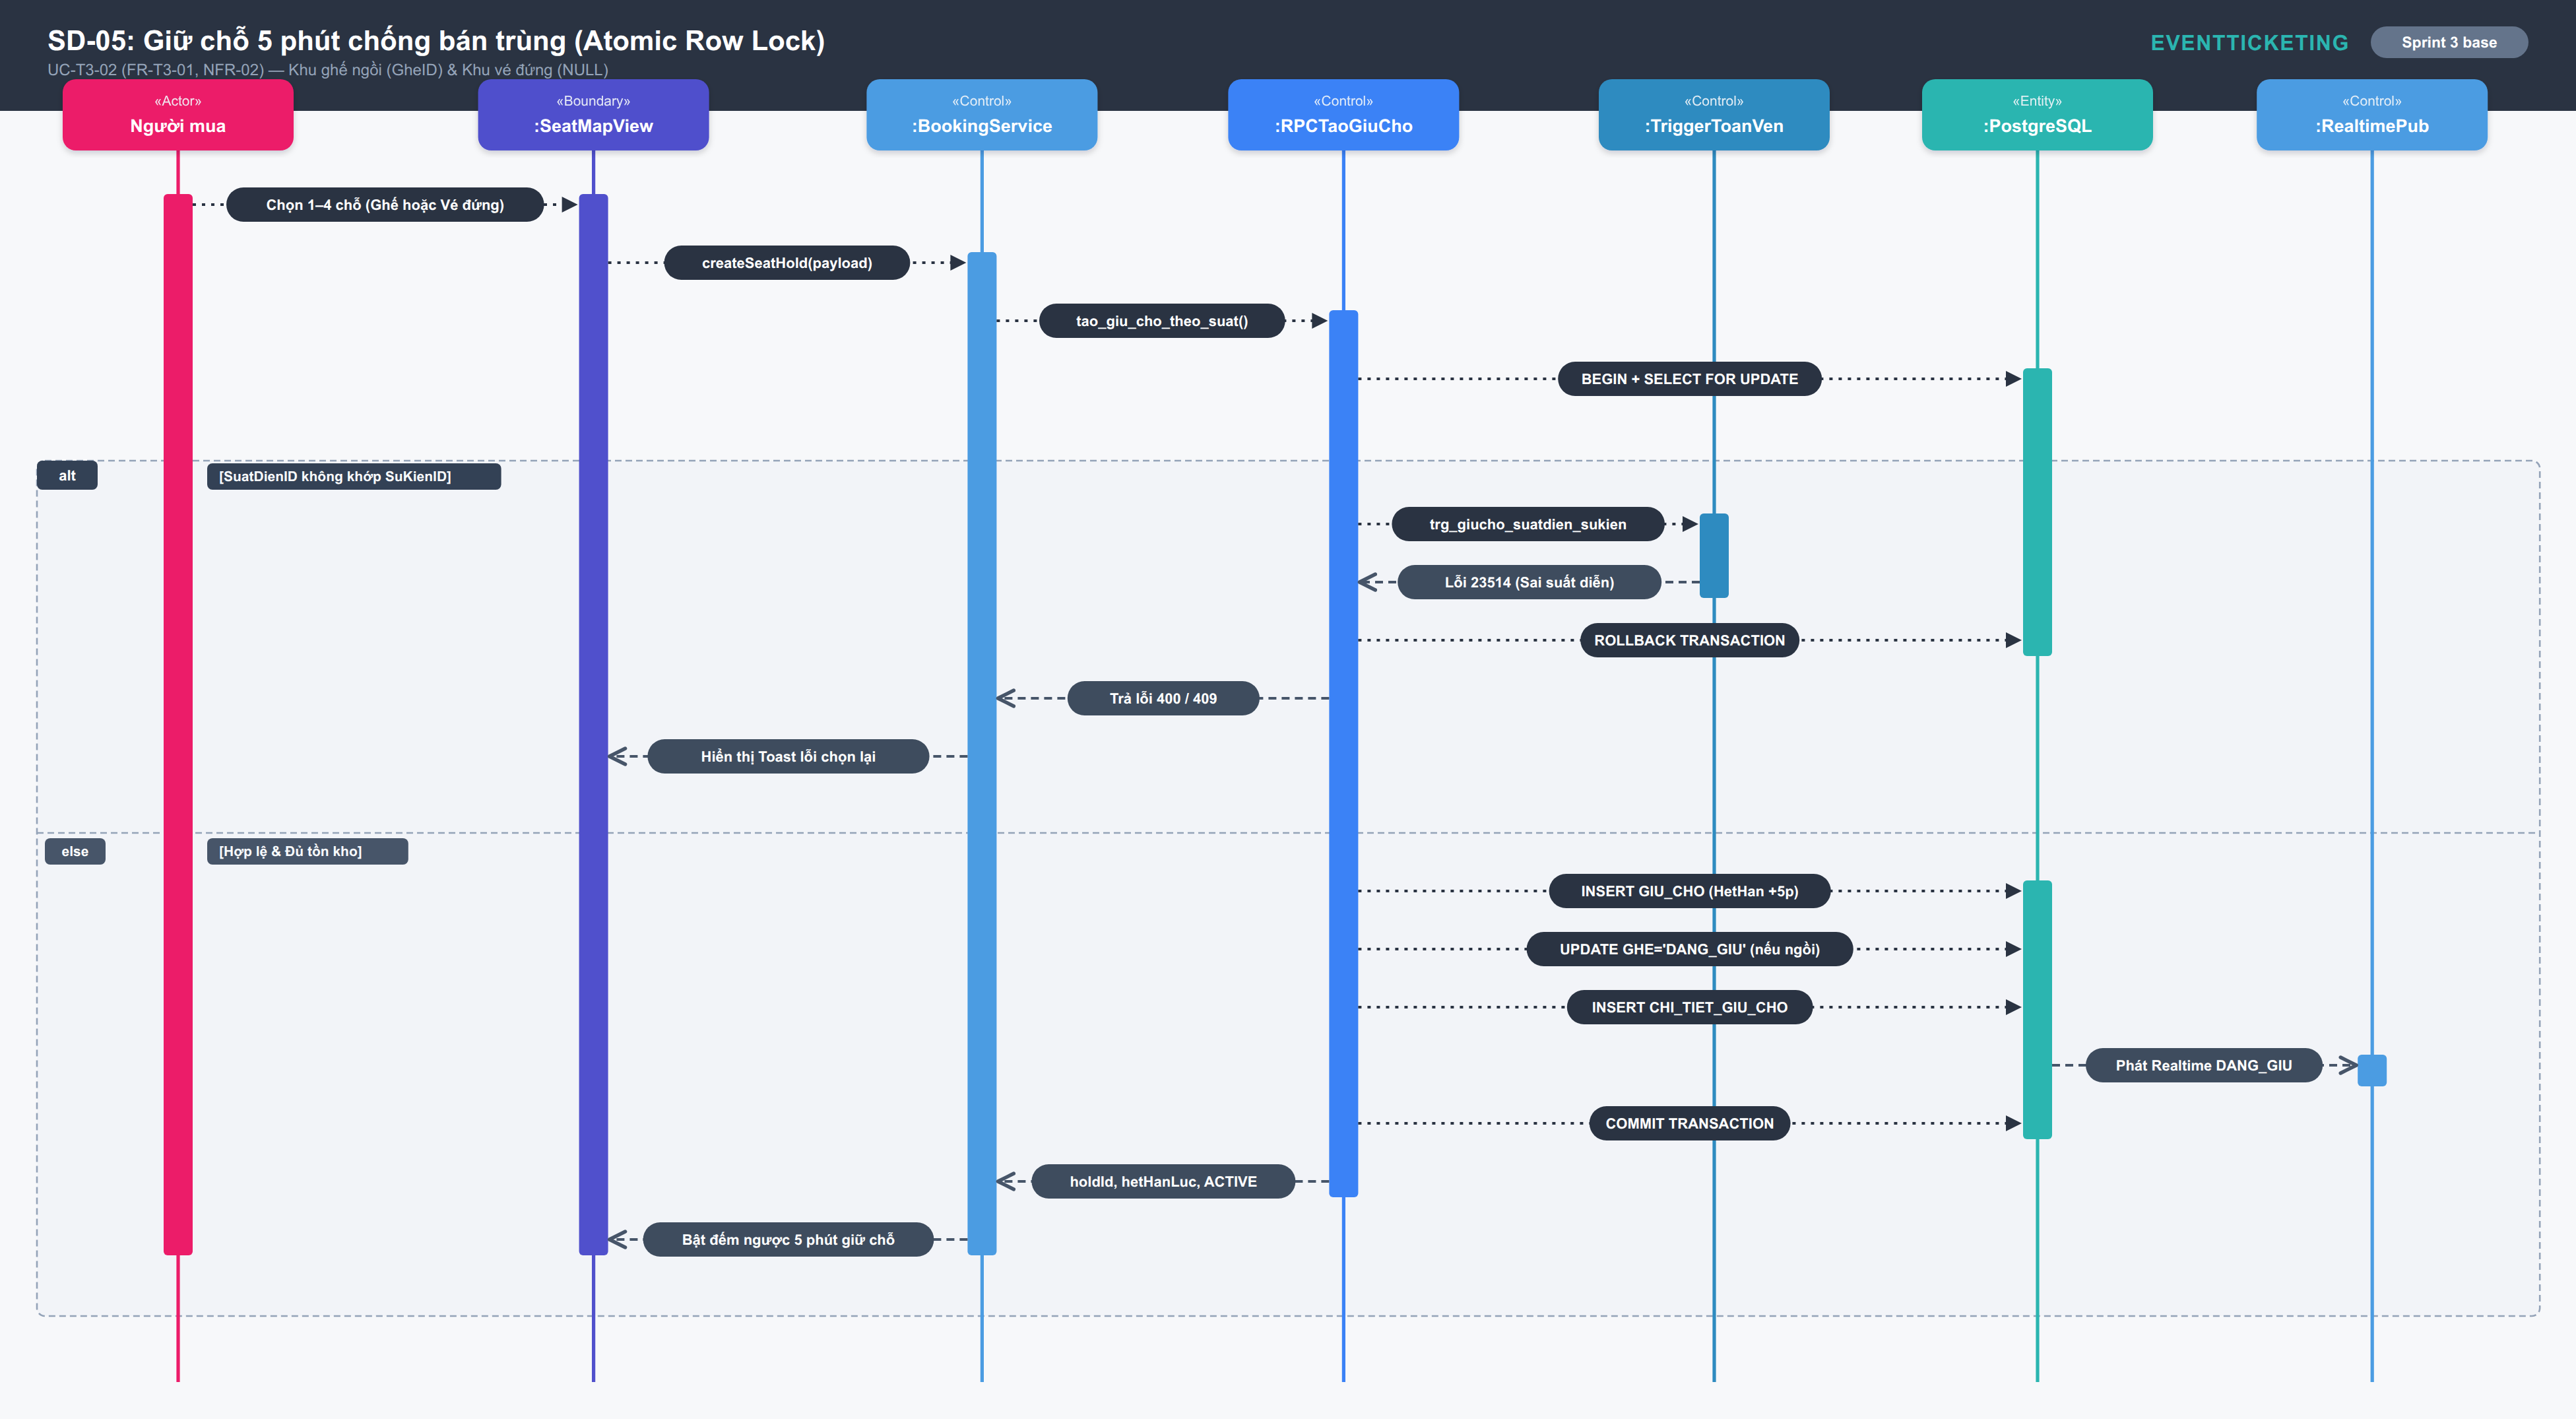 SD-05: Giữ chỗ 5 phút chống bán trùng (Atomic Row Lock)
UC-T3-02 (FR-T3-01, NFR-02) — Khu ghế ngồi (GheID) & Khu vé đứng (NULL)
EVENTTICKETING
Sprint 3 base
«Actor»
Người mua
«Boundary»
:SeatMapView
«Control»
:BookingService
«Control»
:RPCTaoGiuCho
«Control»
:TriggerToanVen
«Entity»
:PostgreSQL
«Control»
:RealtimePub
Chọn 1–4 chỗ (Ghế hoặc Vé đứng)
createSeatHold(payload)
tao_giu_cho_theo_suat()
BEGIN + SELECT FOR UPDATE
alt
[SuatDienID không khớp SuKienID]
trg_giucho_suatdien_sukien
Lỗi 23514 (Sai suất diễn)
ROLLBACK TRANSACTION
Trả lỗi 400 / 409
Hiển thị Toast lỗi chọn lại
else
[Hợp lệ & Đủ tồn kho]
INSERT GIU_CHO (HetHan +5p)
UPDATE GHE='DANG_GIU' (nếu ngồi)
INSERT CHI_TIET_GIU_CHO
Phát Realtime DANG_GIU
COMMIT TRANSACTION
holdId, hetHanLuc, ACTIVE
Bật đếm ngược 5 phút giữ chỗ